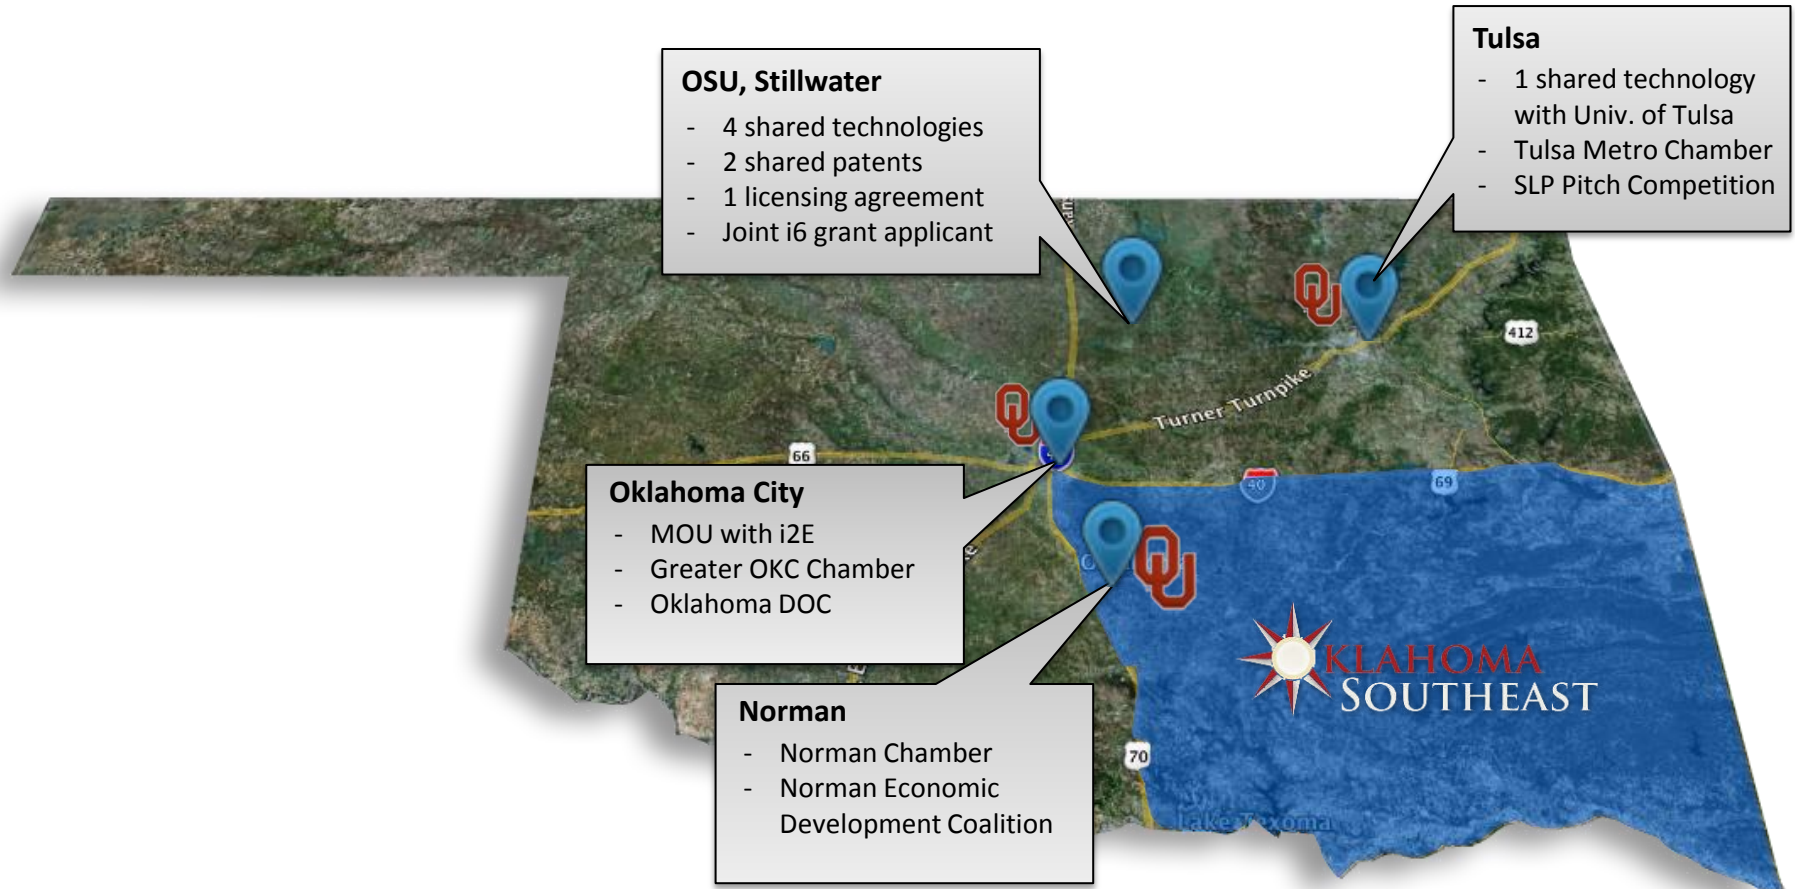 Tulsa
- 1 shared technology
with Univ. of Tulsa
- Tulsa Metro Chamber
- SLP Pitch Competition
OSU, Stillwater
- 4 shared technologies
- 2 shared patents
- 1 licensing agreement
- Joint i6 grant applicant
OU
412
OU
Turner Turnpike
66
40
69
Oklahoma City
- MOU with i2E
- Greater OKC Chamber
- Oklahoma DOC
OU
OKLAHOMA
SOUTHEAST
Norman
- Norman Chamber
- Norman Economic
Development Coalition
70
Lake Texoma